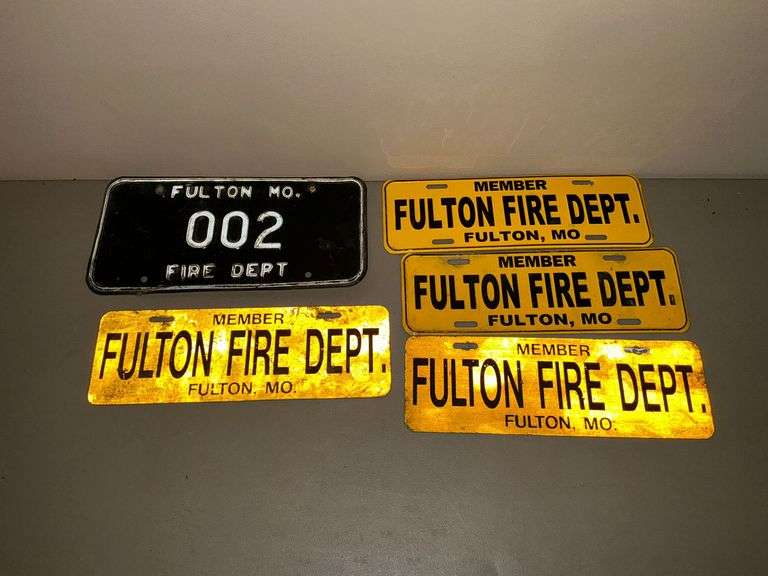 FULTON MO.
002
FIRE DEPT
MEMBER
FULTON FIRE DEPT.
FULTON, MO
MEMBER
FULTON FIRE DEPT.
FULTON, MO
MEMBER
FULTON FIRE DEPT.
FULTON, MO.
MEMBER
FULTON FIRE DEPT.
FULTON, MO.